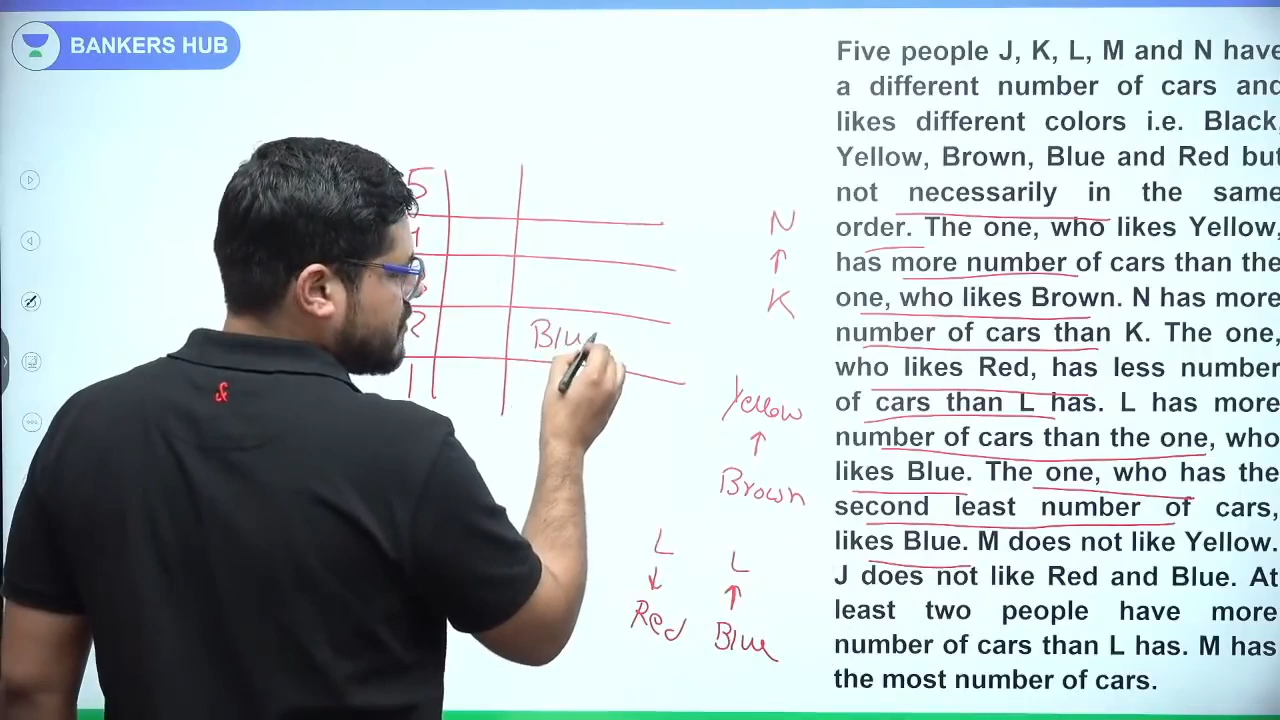 BANKERS HUB
Five people J, K, L, M and N have
a different number of cars and
likes different colors i.e. Black,
Yellow, Brown, Blue and Red but
not necessarily in the same
order. The one, who likes Yellow,
has more number of cars than the
one, who likes Brown. N has more
number of cars than K. The one,
who likes Red, has less number
of cars than L has. L has more
number of cars than the one, who
likes Blue. The one, who has the
second least number of cars,
likes Blue. M does not like Yellow.
J does not like Red and Blue. At
least two people have more
number of cars than L has. M has
the most number of cars.
5
2
Blu
1
N
↑
K
Yellow
↑
Brown
L
↓
Red
L
↑
Blue